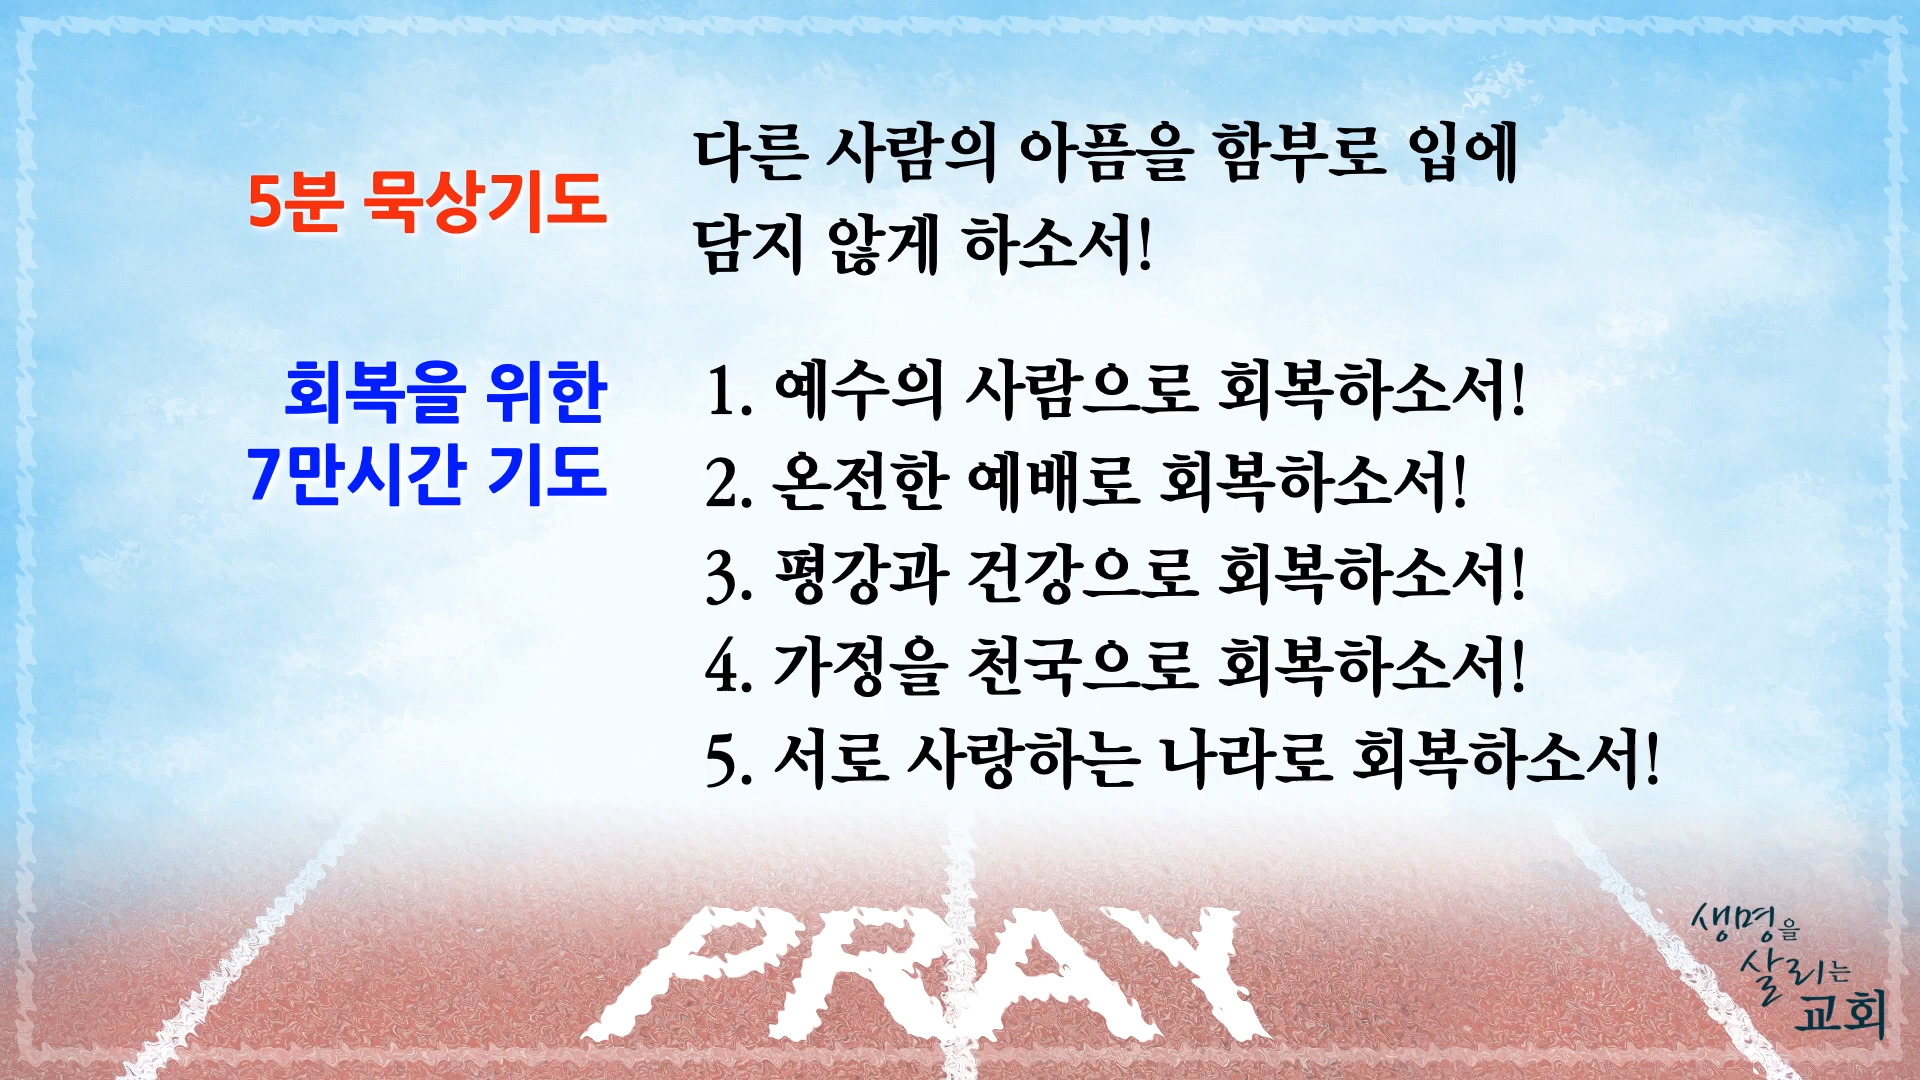 5분 묵상기도
다른 사람의 아픔을 함부로 입에
담지 않게 하소서!
회복을 위한
7만시간 기도
1. 예수의 사람으로 회복하소서!
2. 온전한 예배로 회복하소서!
3. 평강과 건강으로 회복하소서!
4. 가정을 천국으로 회복하소서!
5. 서로 사랑하는 나라로 회복하소서!
PRAY
생명을
살리는
교회